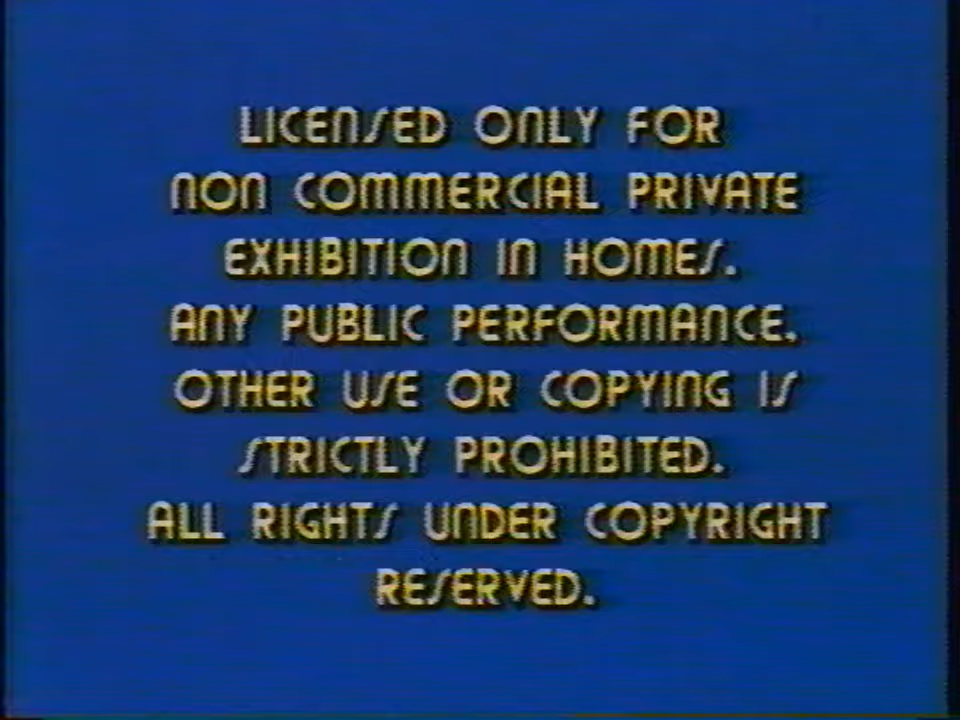 LICENSED ONLY FOR
NON COMMERCIAL PRIVATE
EXHIBITION IN HOMES.
ANY PUBLIC PERFORMANCE,
OTHER USE OR COPYING IS
STRICTLY PROHIBITED.
ALL RIGHTS UNDER COPYRIGHT
RESERVED.